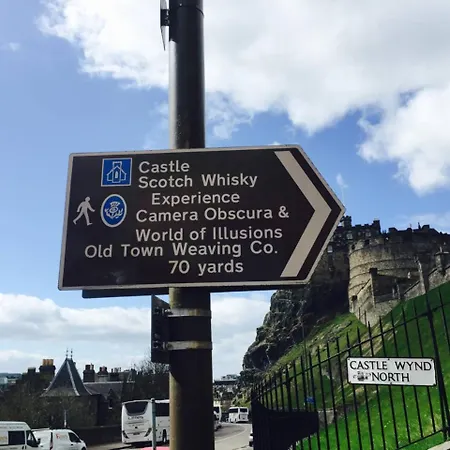 Castle
Scotch Whisky
Experience
Camera Obscura &
World of Illusions
Old Town Weaving Co.
70 yards
CASTLE WYND
NORTH